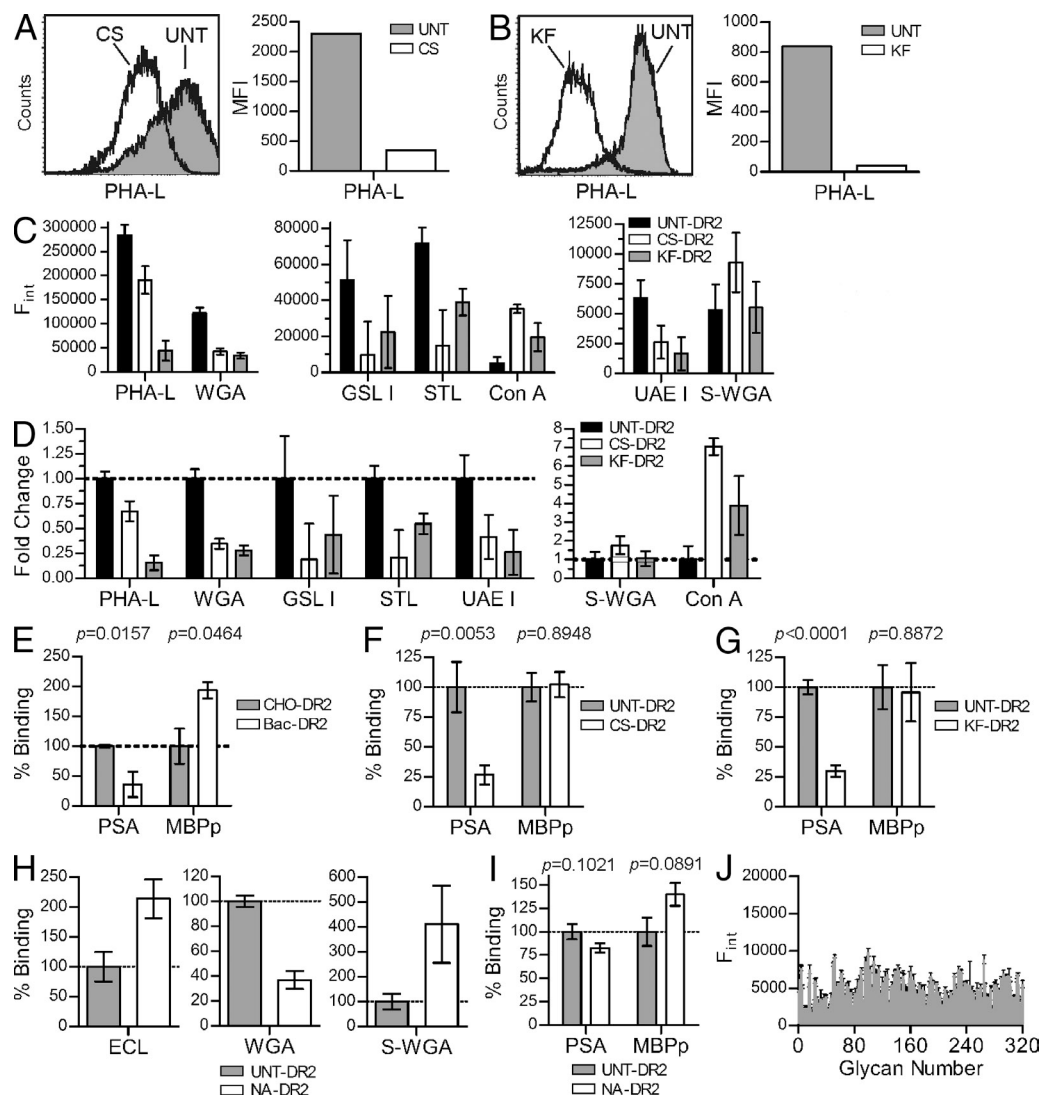 A
CS
UNT
Counts
PHA-L
2500
2000
1500
1000
500
0
MFI
PHA-L
UNT
CS
B
KF
UNT
Counts
PHA-L
1000
800
600
400
200
0
MFI
PHA-L
UNT
KF
C
300000
250000
200000
150000
100000
50000
0
Fint
PHA-L WGA
80000
60000
40000
20000
0
GSL I STL Con A
12500
10000
7500
5000
2500
0
UNT-DR2
CS-DR2
KF-DR2
UAE I S-WGA
D
1.50
1.25
1.00
0.75
0.50
0.25
0.00
Fold Change
PHA-L WGA GSL I STL UAE I
8
7
6
5
4
3
2
1
0
UNT-DR2
CS-DR2
KF-DR2
S-WGA Con A
E
p=0.0157 p=0.0464
250
200
150
100
50
0
% Binding
CHO-DR2
Bac-DR2
PSA MBPp
F
p=0.0053 p=0.8948
125
100
75
50
25
0
% Binding
UNT-DR2
CS-DR2
PSA MBPp
G
p<0.0001 p=0.8872
125
100
75
50
25
0
% Binding
UNT-DR2
KF-DR2
PSA MBPp
H
250
200
150
100
50
0
% Binding
ECL
120
100
80
60
40
20
0
WGA
600
500
400
300
200
100
0
S-WGA
UNT-DR2
NA-DR2
I
p=0.1021 p=0.0891
150
125
100
75
50
25
0
% Binding
PSA MBPp
UNT-DR2
NA-DR2
J
20000
15000
10000
5000
0
Fint
0 80 160 240 320
Glycan Number